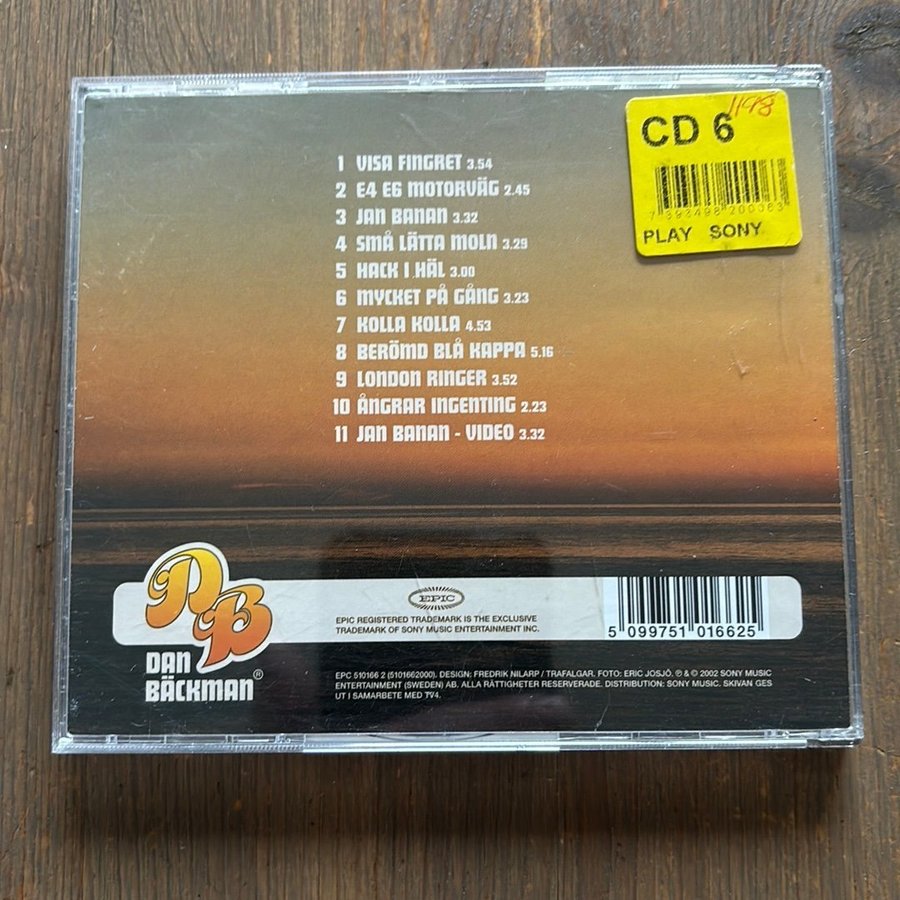 1198
CD 6
7 393498 200083
PLAY SONY
1 VISA FINGRET 3.54
2 E4 E6 MOTORVÄG 2.45
3 JAN BANAN 3.32
4 SMÅ LÄTTA MOLN 3.29
5 HACK I HÄL 3.00
6 MYCKET PÅ GÅNG 3.23
7 KOLLA KOLLA 4.53
8 BERÖMD BLÅ KAPPA 5.16
9 LONDON RINGER 3.52
10 ÅNGRAR INGENTING 2.23
11 JAN BANAN - VIDEO 3.32
DB
DAN
BÄCKMAN®
EPIC
EPIC REGISTERED TRADEMARK IS THE EXCLUSIVE
TRADEMARK OF SONY MUSIC ENTERTAINMENT INC.
5 099751 016625
EPC 510166 2 (5101662000). DESIGN: FREDRIK NILARP / TRAFALGAR. FOTO: ERIC JOSJÖ. ℗ & © 2002 SONY MUSIC
ENTERTAINMENT (SWEDEN) AB. ALLA RÄTTIGHETER RESERVERADE. DISTRIBUTION: SONY MUSIC. SKIVAN GES
UT I SAMARBETE MED TV4.